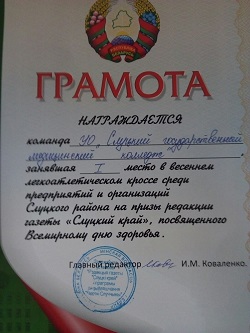 ГРАМОТА
НАГРАЖДАЕТСЯ
команда УО „Слуцкий государственный
медицинский колледж"
занявшая I место в весеннем
легкоатлетическом кроссе среди
предприятий и организаций
Слуцкого района на призы редакции
газеты «Слуцкий край», посвященного
Всемирному дню здоровья.
Главный редактор И.М. Коваленко.